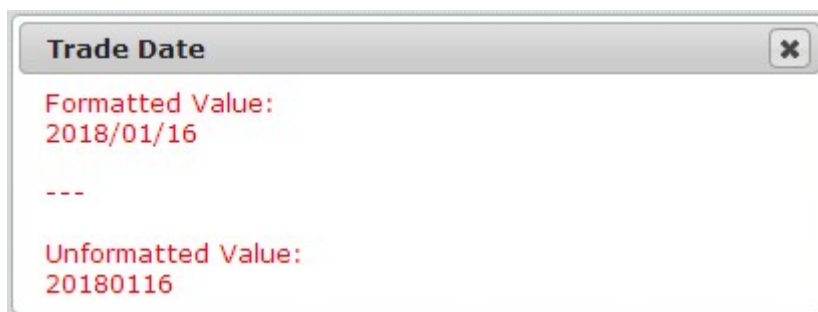 Trade Date
Formatted Value:
2018/01/16
---
Unformatted Value:
20180116